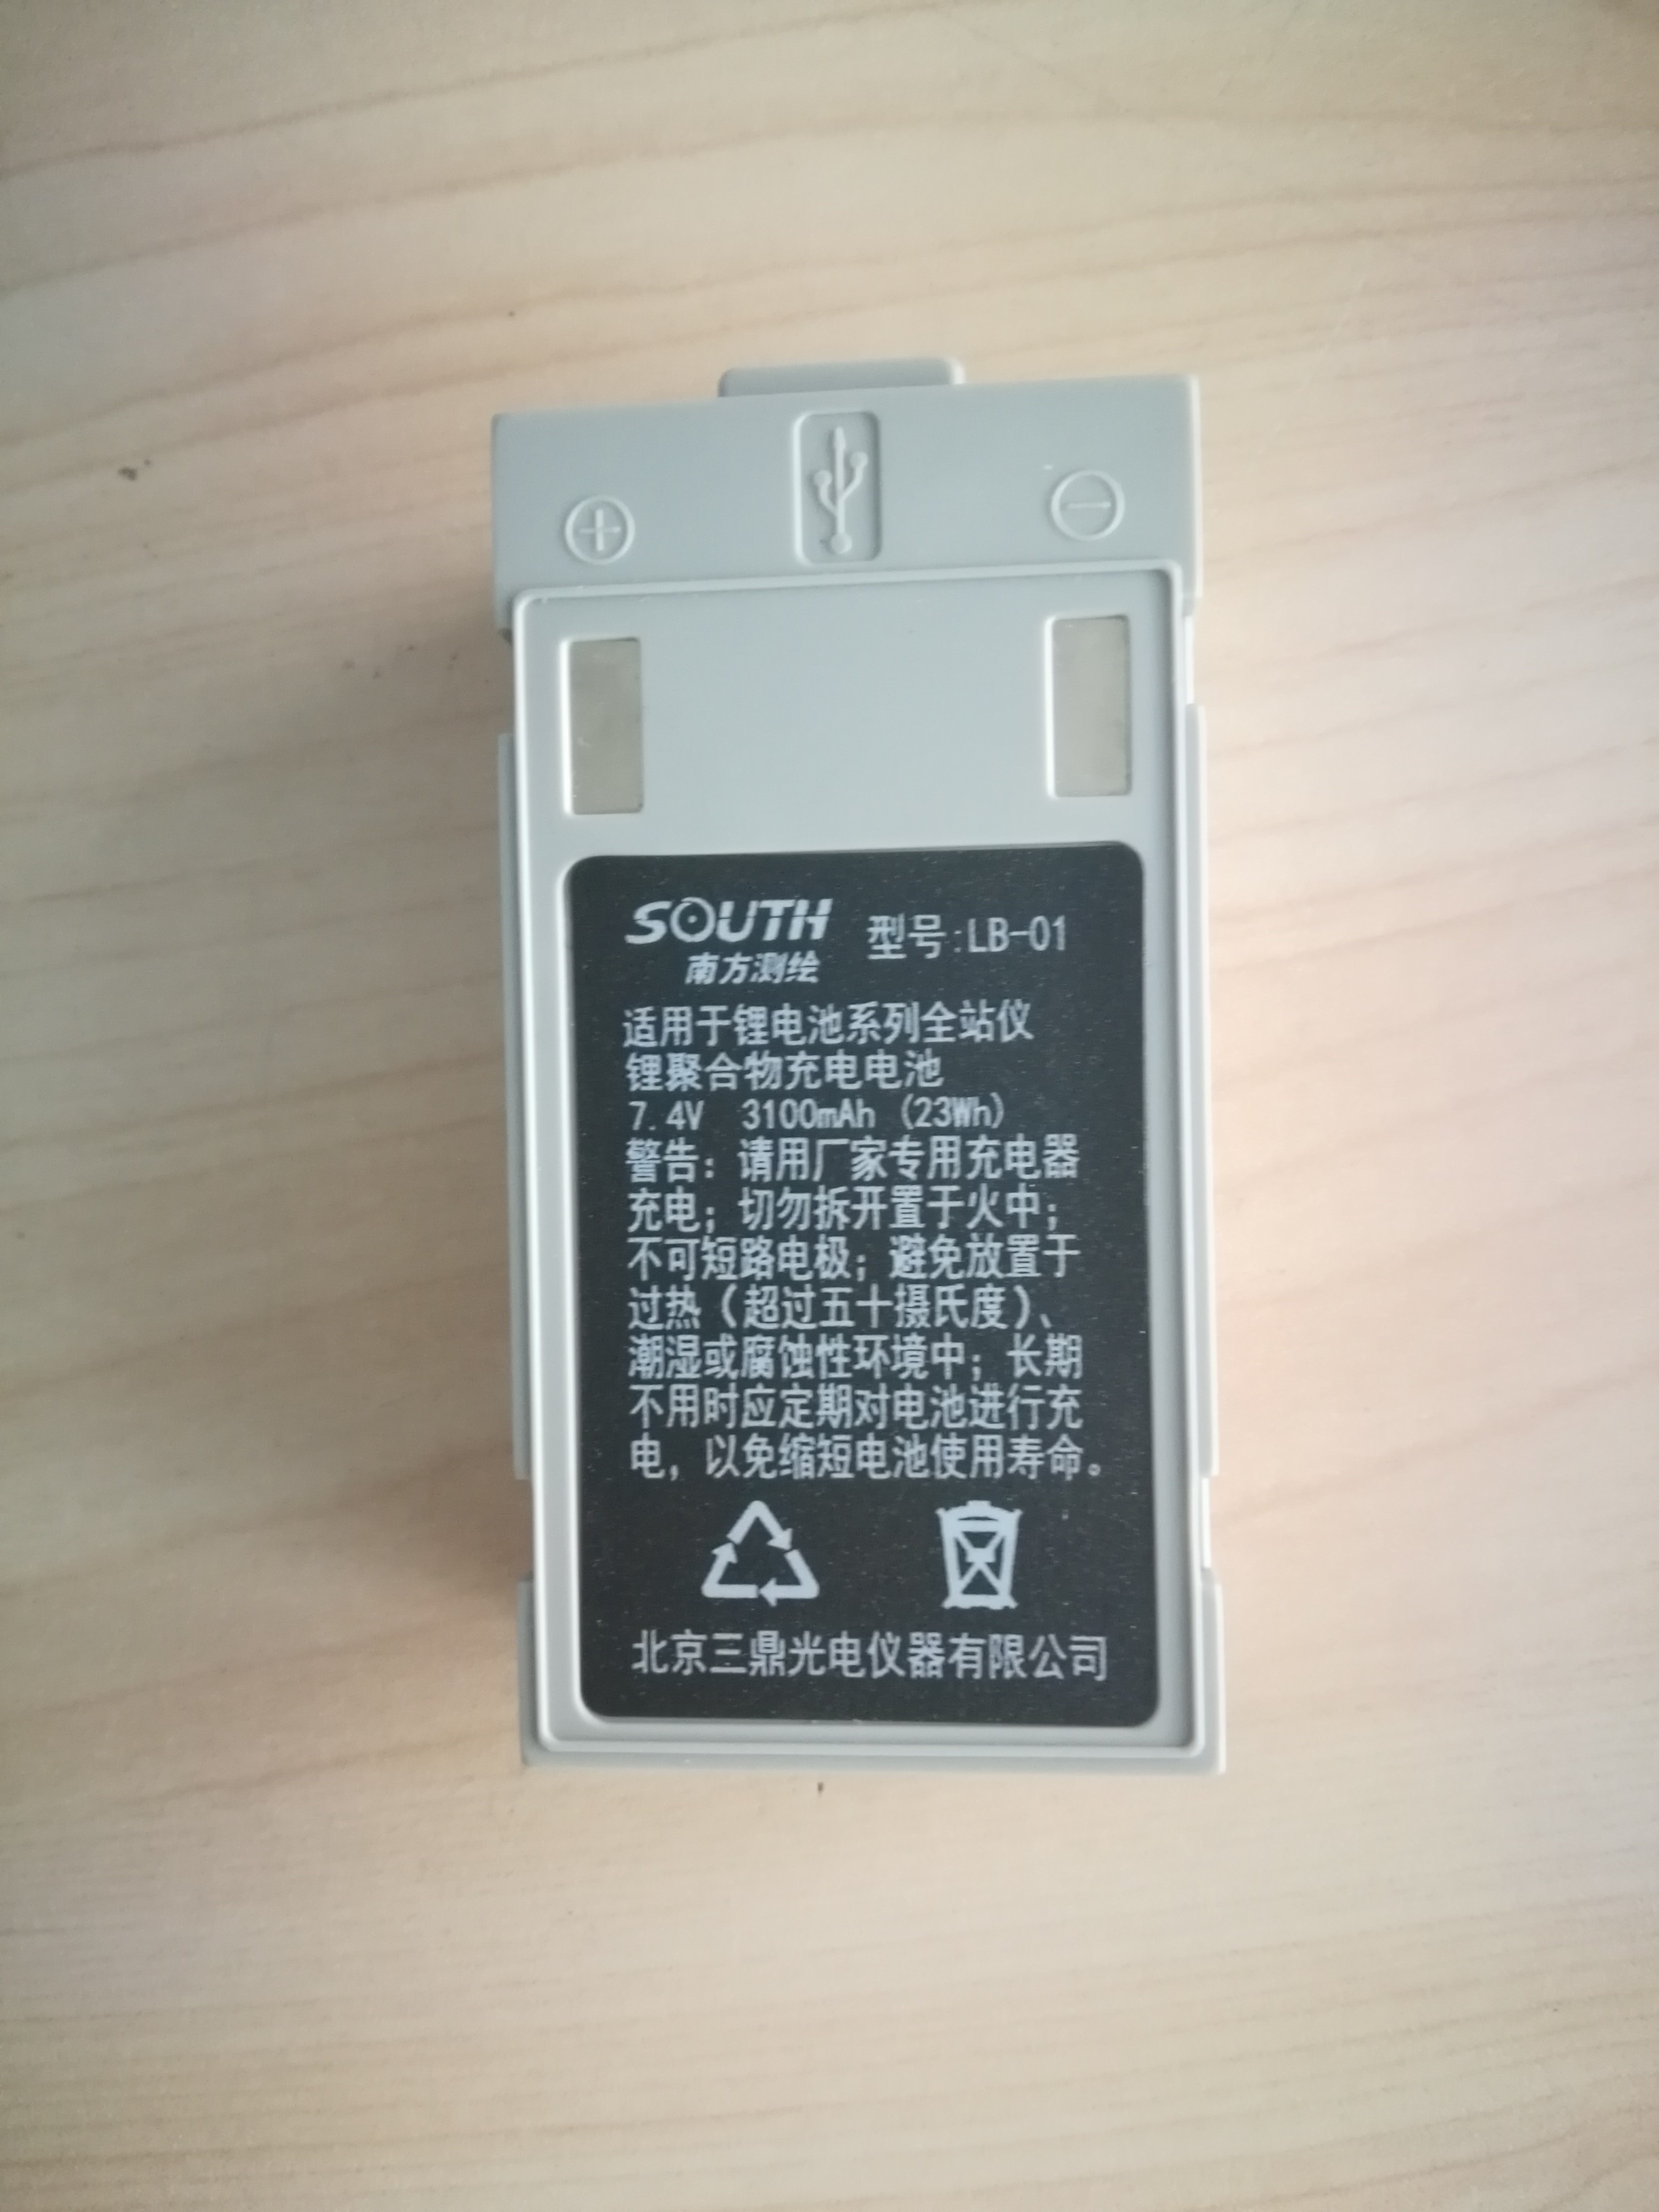 SOUTH 型号:LB-01
南方测绘
适用于锂电池系列全站仪
锂聚合物充电电池
7.4V 3100mAh (23Wh)
警告：请用厂家专用充电器
充电；切勿拆开置于火中；
不可短路电极；避免放置于
过热（超过五十摄氏度）、
潮湿或腐蚀性环境中；长期
不用时应定期对电池进行充
电，以免缩短电池使用寿命。
北京三鼎光电仪器有限公司